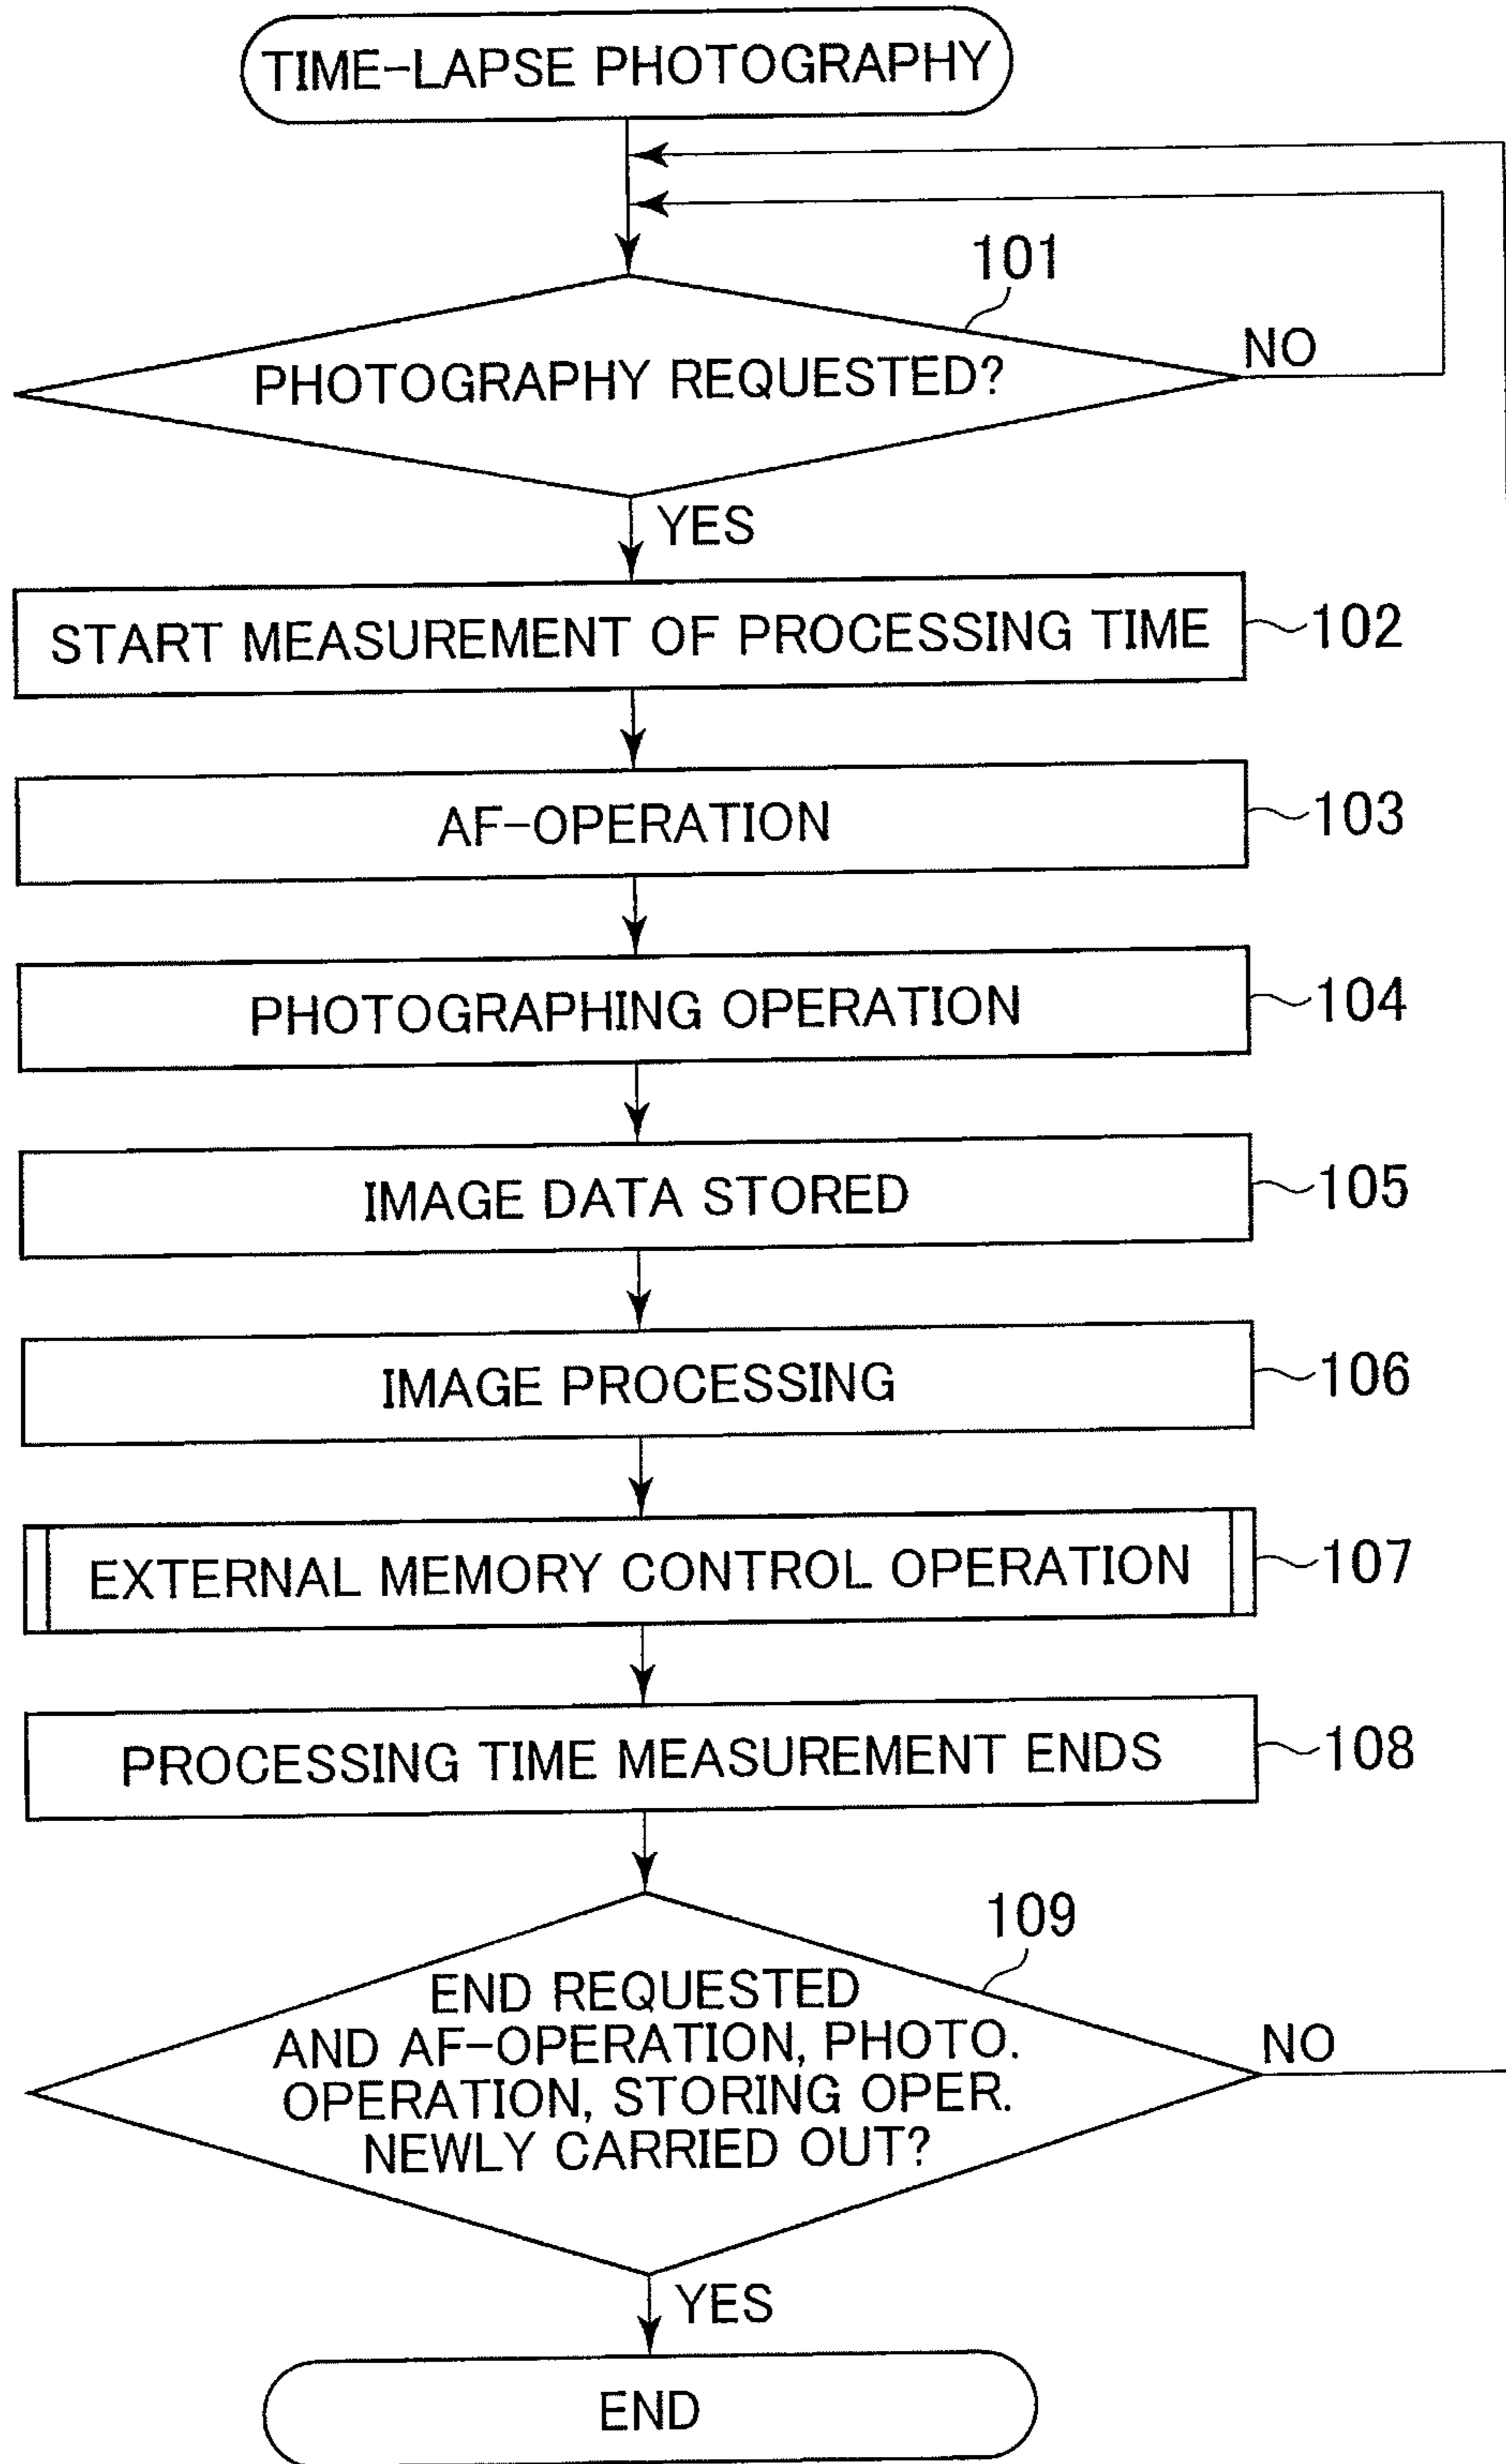 TIME-LAPSE PHOTOGRAPHY
101
PHOTOGRAPHY REQUESTED?
NO
YES
START MEASUREMENT OF PROCESSING TIME
102
AF-OPERATION
103
PHOTOGRAPHING OPERATION
104
IMAGE DATA STORED
105
IMAGE PROCESSING
106
EXTERNAL MEMORY CONTROL OPERATION
107
PROCESSING TIME MEASUREMENT ENDS
108
109
END REQUESTED
AND AF-OPERATION, PHOTO.
OPERATION, STORING OPER.
NEWLY CARRIED OUT?
NO
YES
END